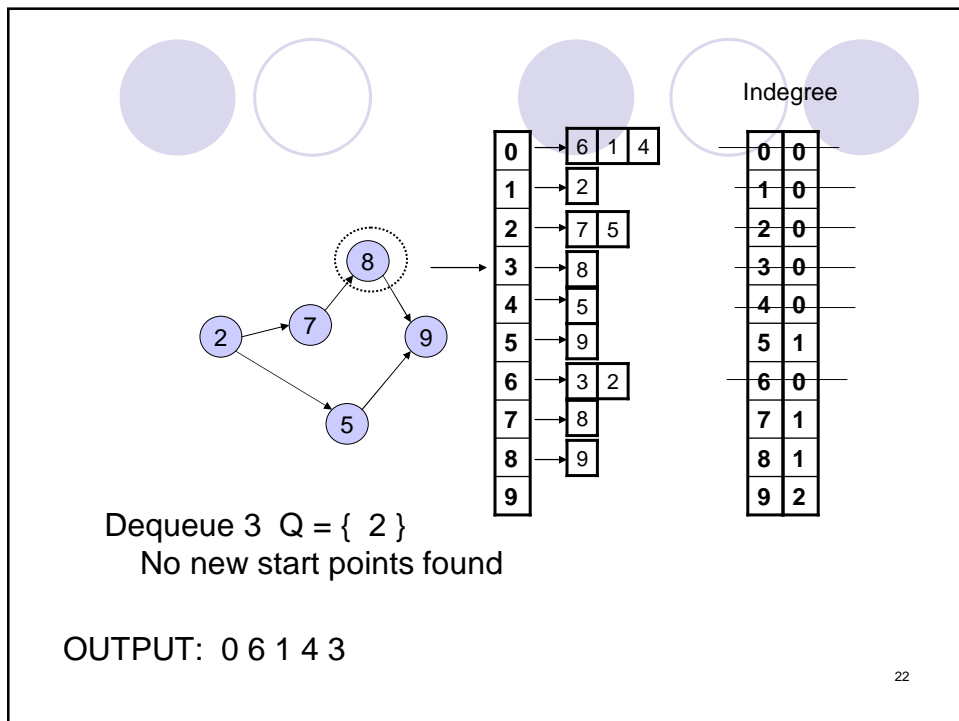 Indegree
0 6 1 4 0 0
1 2 1 0
2 7 5 2 0
8
3 8 3 0
4 5 4 0
2 7 9 5 9 5 1
6 3 2 6 0
5 7 8 7 1
8 9 8 1
9 9 2
Dequeue 3 Q = { 2 }
No new start points found
OUTPUT: 0 6 1 4 3
22